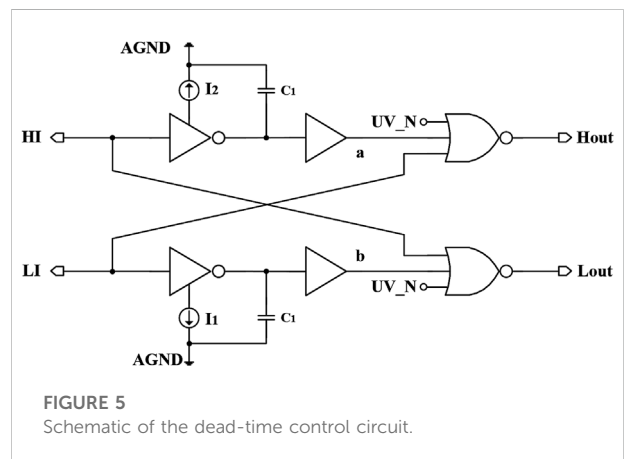 AGND
I2
C1
HI
UV_N
a
Hout
LI
b
UV_N
Lout
I1
C1
AGND
FIGURE 5
Schematic of the dead-time control circuit.